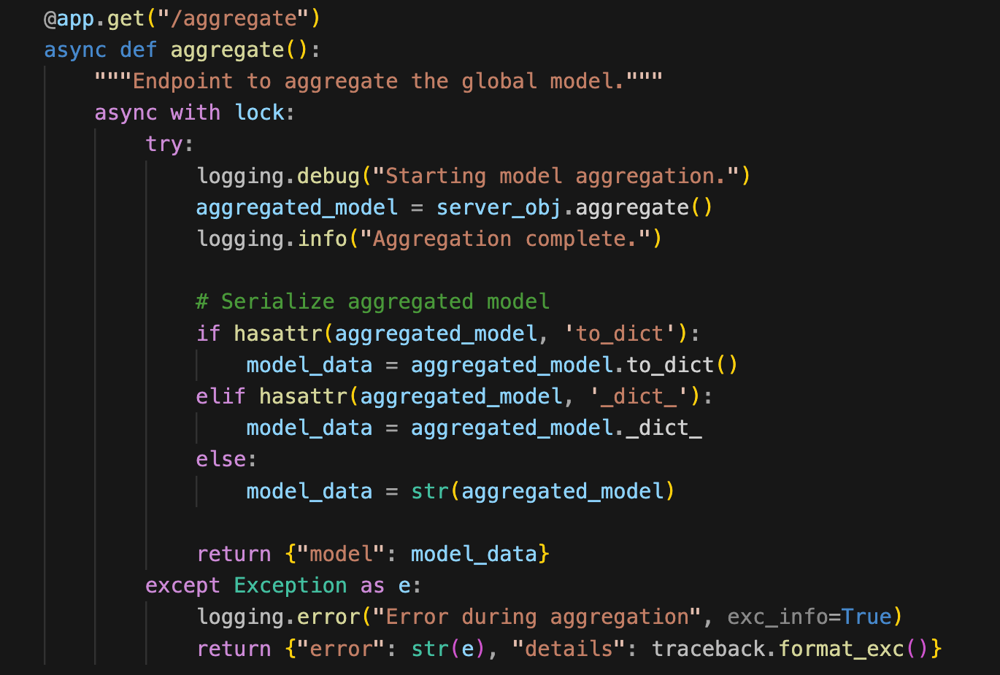 @app.get("/aggregate")
async def aggregate():
    """Endpoint to aggregate the global model."""
    async with lock:
        try:
            logging.debug("Starting model aggregation.")
            aggregated_model = server_obj.aggregate()
            logging.info("Aggregation complete.")

            # Serialize aggregated model
            if hasattr(aggregated_model, 'to_dict'):
                model_data = aggregated_model.to_dict()
            elif hasattr(aggregated_model, '_dict_'):
                model_data = aggregated_model._dict_
            else:
                model_data = str(aggregated_model)

            return {"model": model_data}
        except Exception as e:
            logging.error("Error during aggregation", exc_info=True)
            return {"error": str(e), "details": traceback.format_exc()}